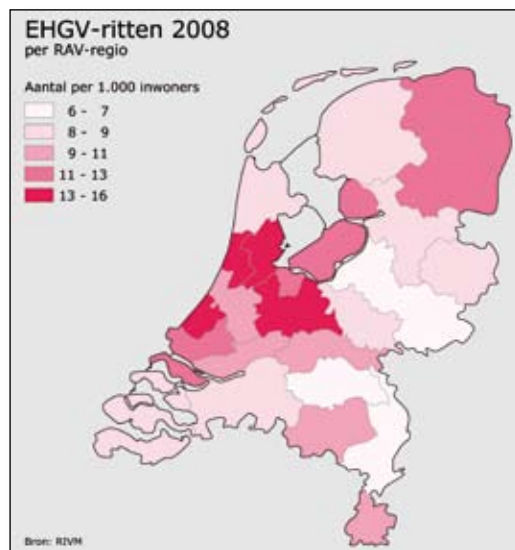 EHGV-ritten 2008
per RAV-regio
Aantal per 1.000 inwoners
6 - 7
8 - 9
9 - 11
11 - 13
13 - 16
Bron: RIVM